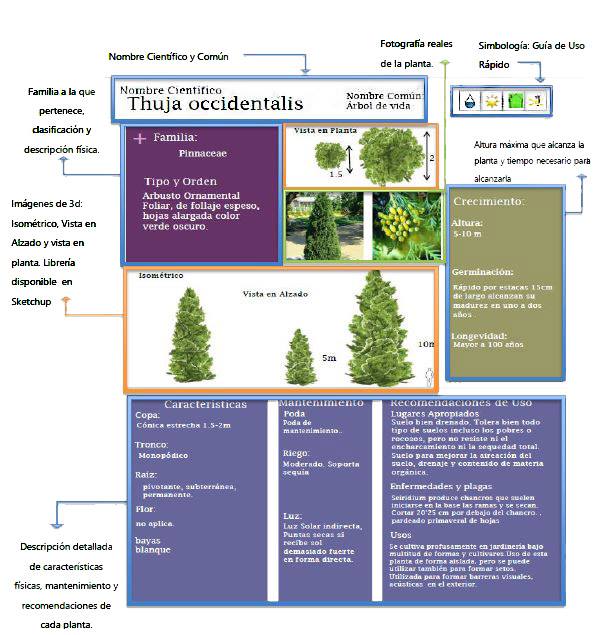 Nombre Científico y Común
Fotografía reales
de la planta.
Simbología: Guía de Uso
Rápido
Nombre Cientifico
Thuja occidentalis
Nombre Común:
Árbol de vida
Familia a la que
pertenece,
clasificación y
descripción física.
Familia:
Pinnaceae
Tipo y Orden
Arbusto Ornamental
Foliar, de follaje espeso,
hojas alargada color
verde oscuro.
Vista en Planta
1.5
2
Altura máxima que alcanza la
planta y tiempo necesario para
alcanzarla
Crecimiento:
Altura:
5-10 m
Germinación:
Rápido por estacas 15cm
de largo alcanzan su
madurez en uno a dos
años .
Longevidad:
Mayor a 100 años
Imágenes de 3d:
Isométrico, Vista en
Alzado y vista en
planta. Librería
disponible en
Sketchup
Isométrico
Vista en Alzado
5m
10m
Características
Copa:
Cónica estrecha 1.5-2m
Tronco:
Monopódico
Raíz:
pivotante, subterránea,
permanente.
Flor:
no aplica.
bayas
blanque
Mantenimiento
Poda
Poda de
mantenimiento..
Riego:
Moderado, Soporta
sequia
Luz:
Luz Solar indirecta,
Puntas secas si
recibe sol
demasiado fuerte
en forma directa.
Recomendaciones de Uso
Lugares Apropiados
Suelo bien drenado. Tolera bien todo
tipo de suelos incluso los pobres o
rocosos, pero no resiste ni el
encharcamiento ni la sequedad total.
Suelo para mejorar la aireación del
suelo, drenaje y contenido de materia
orgánica.
Enfermedades y plagas
Seiridium produce chancros que suelen
iniciarse en la base las ramas y se secan.
Cortar 20'25 cm por debajo del chancro. ,
pardeado primaveral de hojas
Usos
Se cultiva profusamente en jardinería bajo
multitud de formas y cultivares.Uso de esta
planta de forma aislada, pero se puede
utilizar también para formar setos.
Utilizada para formar barreras visuales,
acústicas en el exterior.
Descripción detallada
de características
físicas, mantenimiento y
recomendaciones de
cada planta.